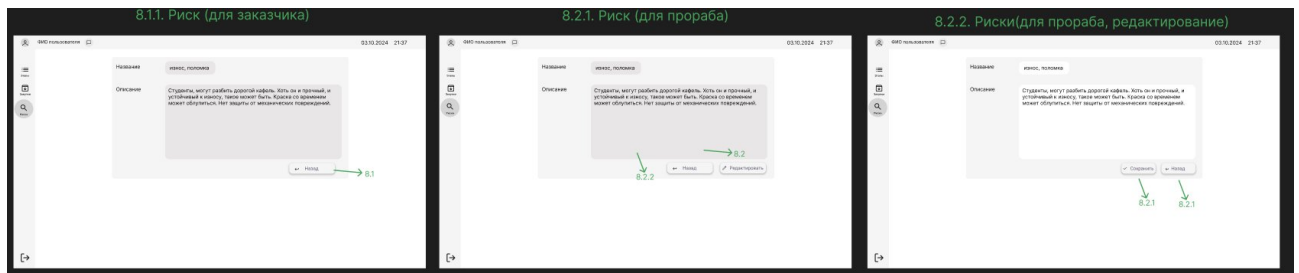 8.1.1. Риск (для заказчика)
ФИО пользователя
03.10.2024 21:37
Название
износ, поломка
Описание
Студенты, могут разбить дорогой кафель. Хоть он и прочный, и
устойчивый к износу, такое может быть. Краска со временем
может облупиться. Нет защиты от механических повреждений.
Назад
8.1
8.2.1. Риск (для прораба)
ФИО пользователя
03.10.2024 21:37
Название
износ, поломка
Описание
Студенты, могут разбить дорогой кафель. Хоть он и прочный, и
устойчивый к износу, такое может быть. Краска со временем
может облупиться. Нет защиты от механических повреждений.
8.2
8.2.2
Назад
Редактировать
8.2.2. Риски(для прораба, редактирование)
ФИО пользователя
03.10.2024 21:37
Название
износ, поломка
Описание
Студенты, могут разбить дорогой кафель. Хоть он и прочный, и
устойчивый к износу, такое может быть. Краска со временем
может облупиться. Нет защиты от механических повреждений.
Сохранить
Назад
8.2.1
8.2.1